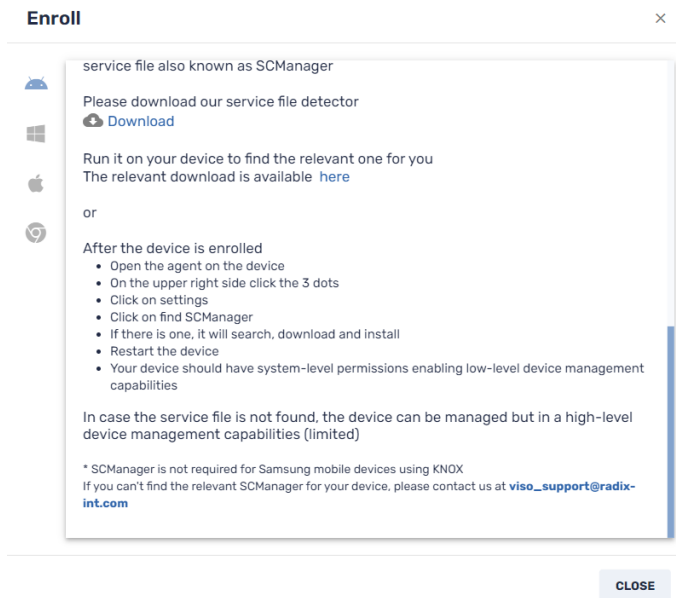 Enroll
service file also known as SCManager
Please download our service file detector
Download
Run it on your device to find the relevant one for you
The relevant download is available here
or
After the device is enrolled
• Open the agent on the device
• On the upper right side click the 3 dots
• Click on settings
• Click on find SCManager
• If there is one, it will search, download and install
• Restart the device
• Your device should have system-level permissions enabling low-level device management
capabilities
In case the service file is not found, the device can be managed but in a high-level
device management capabilities (limited)
* SCManager is not required for Samsung mobile devices using KNOX
If you can't find the relevant SCManager for your device, please contact us at viso_support@radix-
int.com
CLOSE